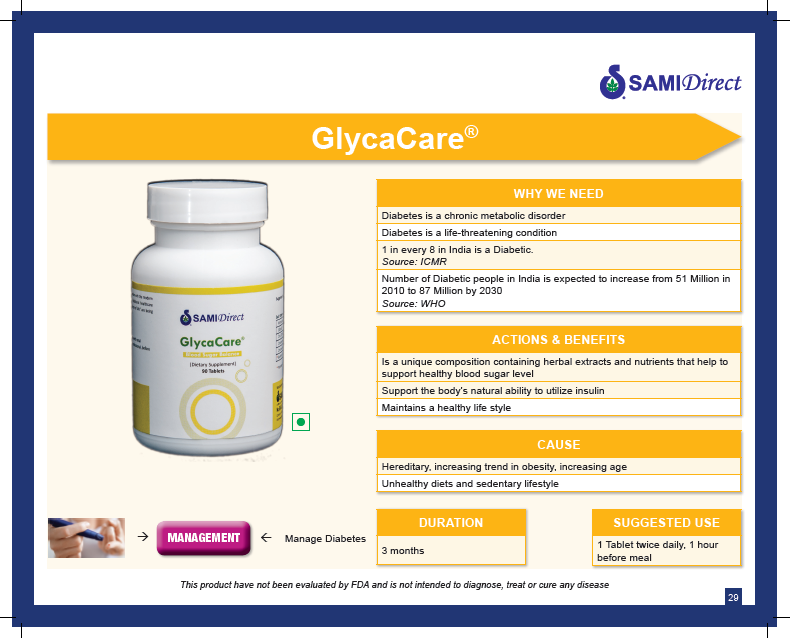 SAMIDirect
GlycaCare®
WHY WE NEED
Diabetes is a chronic metabolic disorder
Diabetes is a life-threatening condition
1 in every 8 in India is a Diabetic.
Source: ICMR
Number of Diabetic people in India is expected to increase from 51 Million in
2010 to 87 Million by 2030
Source: WHO
SAMIDirect
GlycaCare®
Blood Sugar Balance
(Dietary Supplement)
90 Tablets
ACTIONS & BENEFITS
Is a unique composition containing herbal extracts and nutrients that help to
support healthy blood sugar level
Support the body's natural ability to utilize insulin
Maintains a healthy life style
CAUSE
Hereditary, increasing trend in obesity, increasing age
Unhealthy diets and sedentary lifestyle
MANAGEMENT
Manage Diabetes
DURATION
3 months
SUGGESTED USE
1 Tablet twice daily, 1 hour
before meal
This product have not been evaluated by FDA and is not intended to diagnose, treat or cure any disease
29